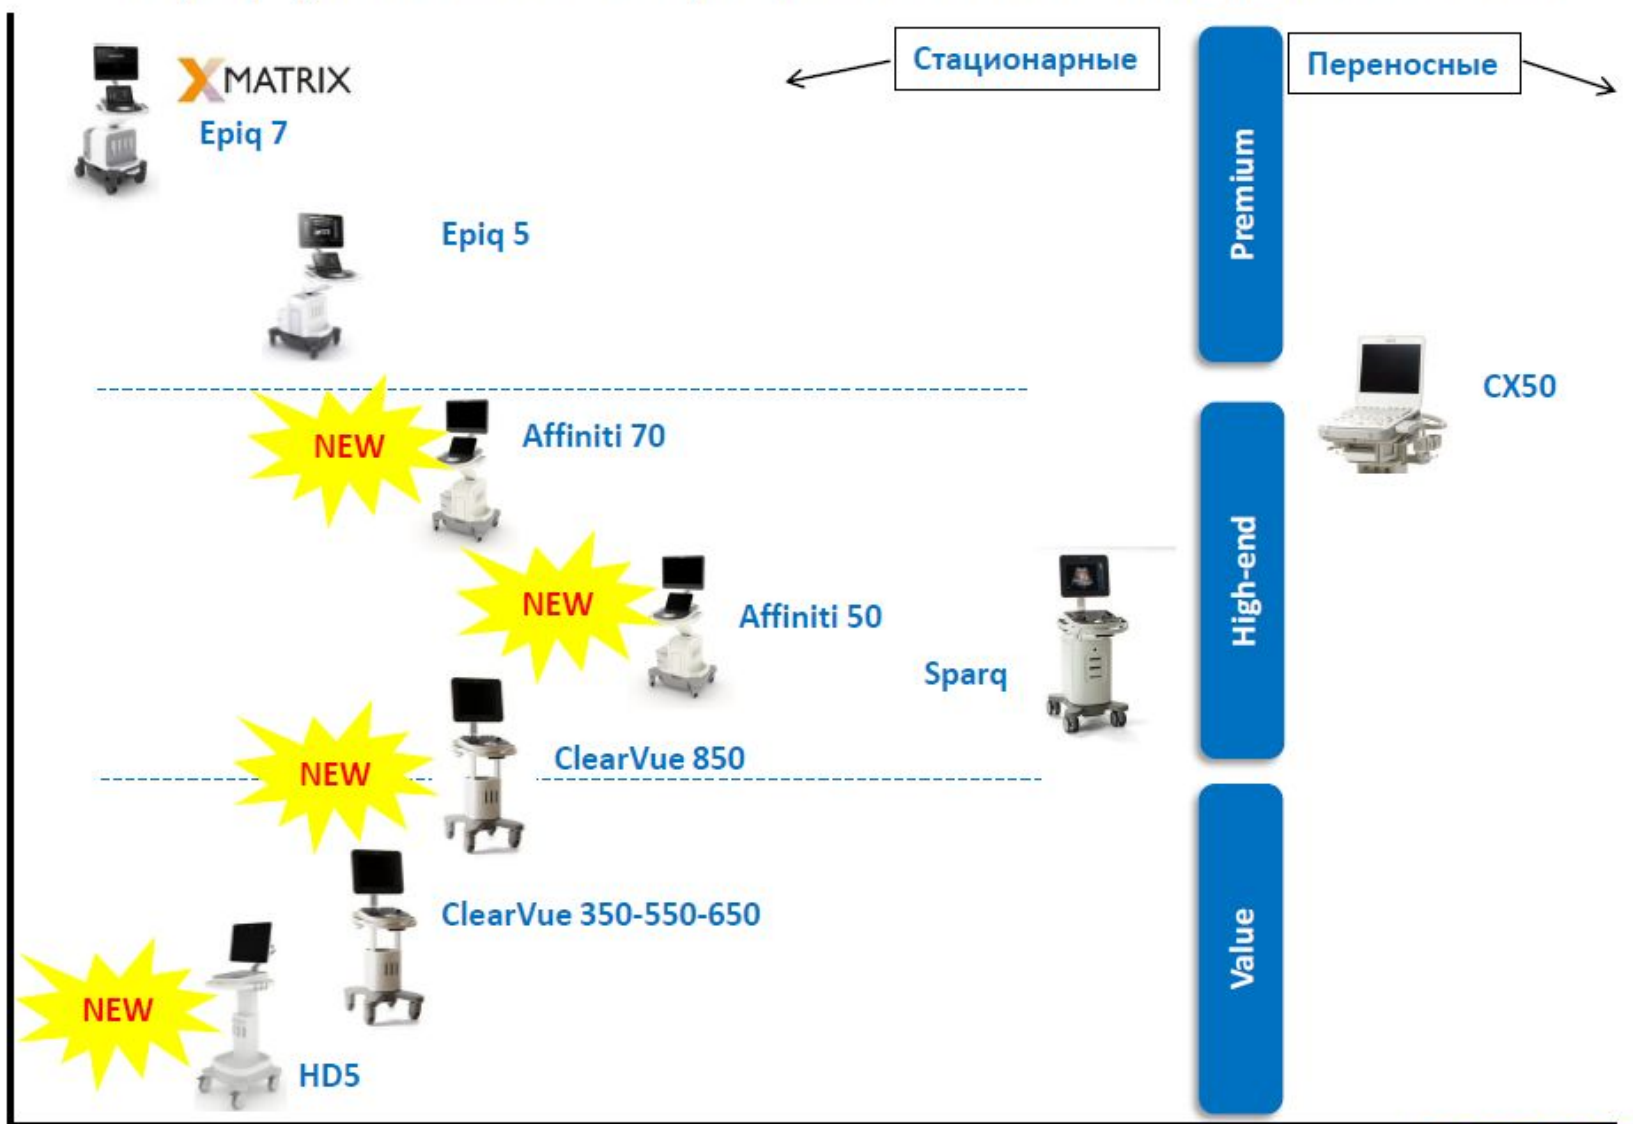 XMATRIX
Epiq 7
Стационарные
Переносные
Premium
Epiq 5
CX50
NEW
Affiniti 70
High-end
NEW
Affiniti 50
Sparq
NEW
ClearVue 850
ClearVue 350-550-650
Value
NEW
HD5